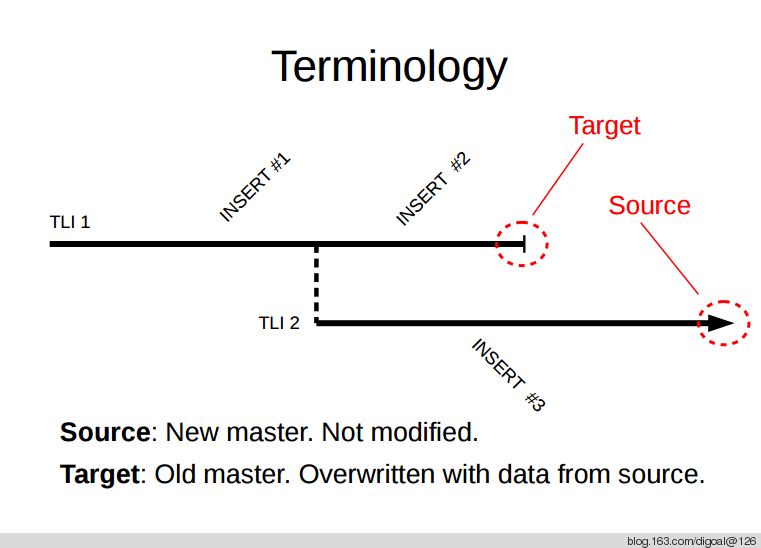 Terminology
Target
INSERT #1
INSERT #2
Source
TLI 1
TLI 2
INSERT #3
Source: New master. Not modified.
Target: Old master. Overwritten with data from source.
blog.163.com/digoal@126